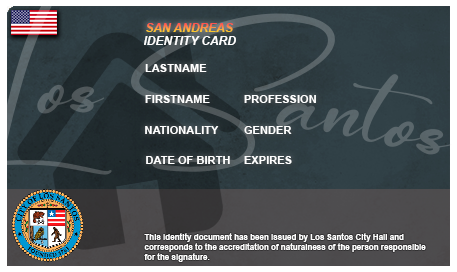 SAN ANDREAS
IDENTITY CARD
LASTNAME
Los Santos
FIRSTNAME PROFESSION
NATIONALITY GENDER
DATE OF BIRTH EXPIRES
This identity document has been issued by Los Santos City Hall and
corresponds to the accreditation of naturalness of the person responsible
for the signature.